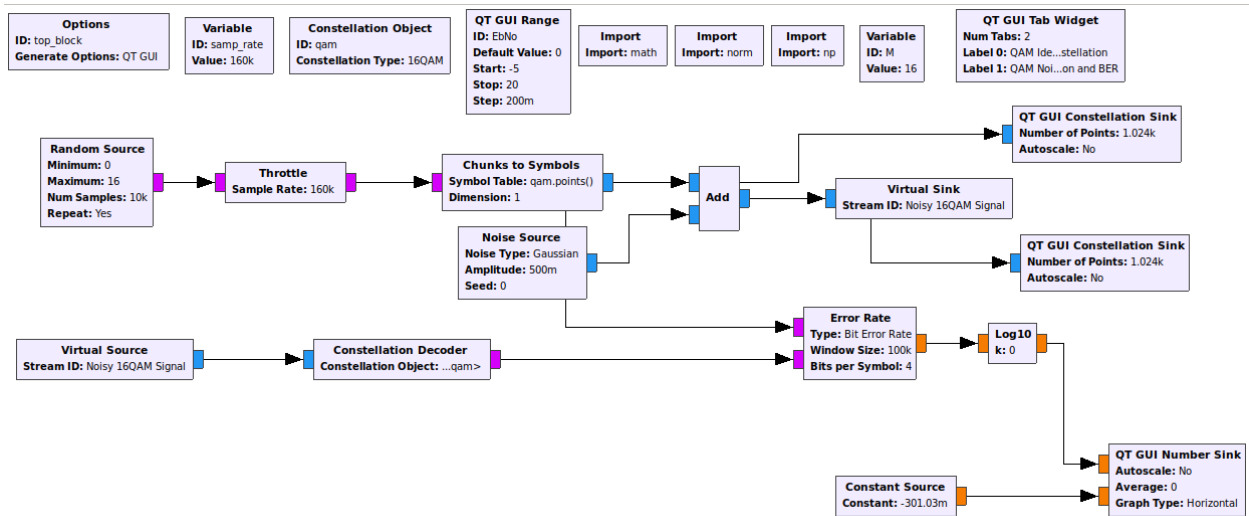 Options
ID: top_block
Generate Options: QT GUI
Variable
ID: samp_rate
Value: 160k
Constellation Object
ID: qam
Constellation Type: 16QAM
QT GUI Range
ID: EbNo
Default Value: 0
Start: -5
Stop: 20
Step: 200m
Import
Import: math
Import
Import: norm
Import
Import: np
Variable
ID: M
Value: 16
QT GUI Tab Widget
Num Tabs: 2
Label 0: QAM Ide...stellation
Label 1: QAM Noi...on and BER
Random Source
Minimum: 0
Maximum: 16
Num Samples: 10k
Repeat: Yes
Throttle
Sample Rate: 160k
Chunks to Symbols
Symbol Table: qam.points()
Dimension: 1
Noise Source
Noise Type: Gaussian
Amplitude: 500m
Seed: 0
Add
QT GUI Constellation Sink
Number of Points: 1.024k
Autoscale: No
Virtual Sink
Stream ID: Noisy 16QAM Signal
QT GUI Constellation Sink
Number of Points: 1.024k
Autoscale: No
Virtual Source
Stream ID: Noisy 16QAM Signal
Constellation Decoder
Constellation Object: ...qam>
Error Rate
Type: Bit Error Rate
Window Size: 100k
Bits per Symbol: 4
Log10
k: 0
Constant Source
Constant: -301.03m
QT GUI Number Sink
Autoscale: No
Average: 0
Graph Type: Horizontal